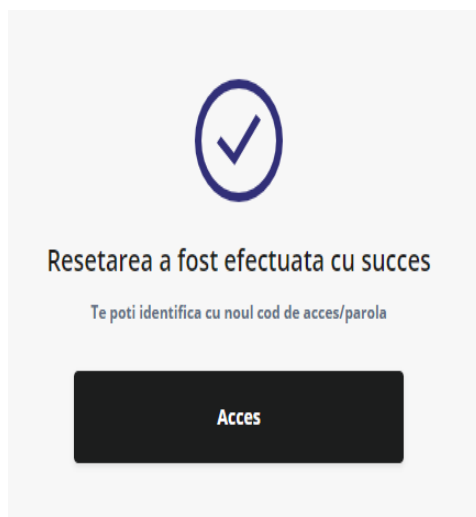 Resetarea a fost efectuata cu succes
Te poti identifica cu noul cod de acces/parola
Acces